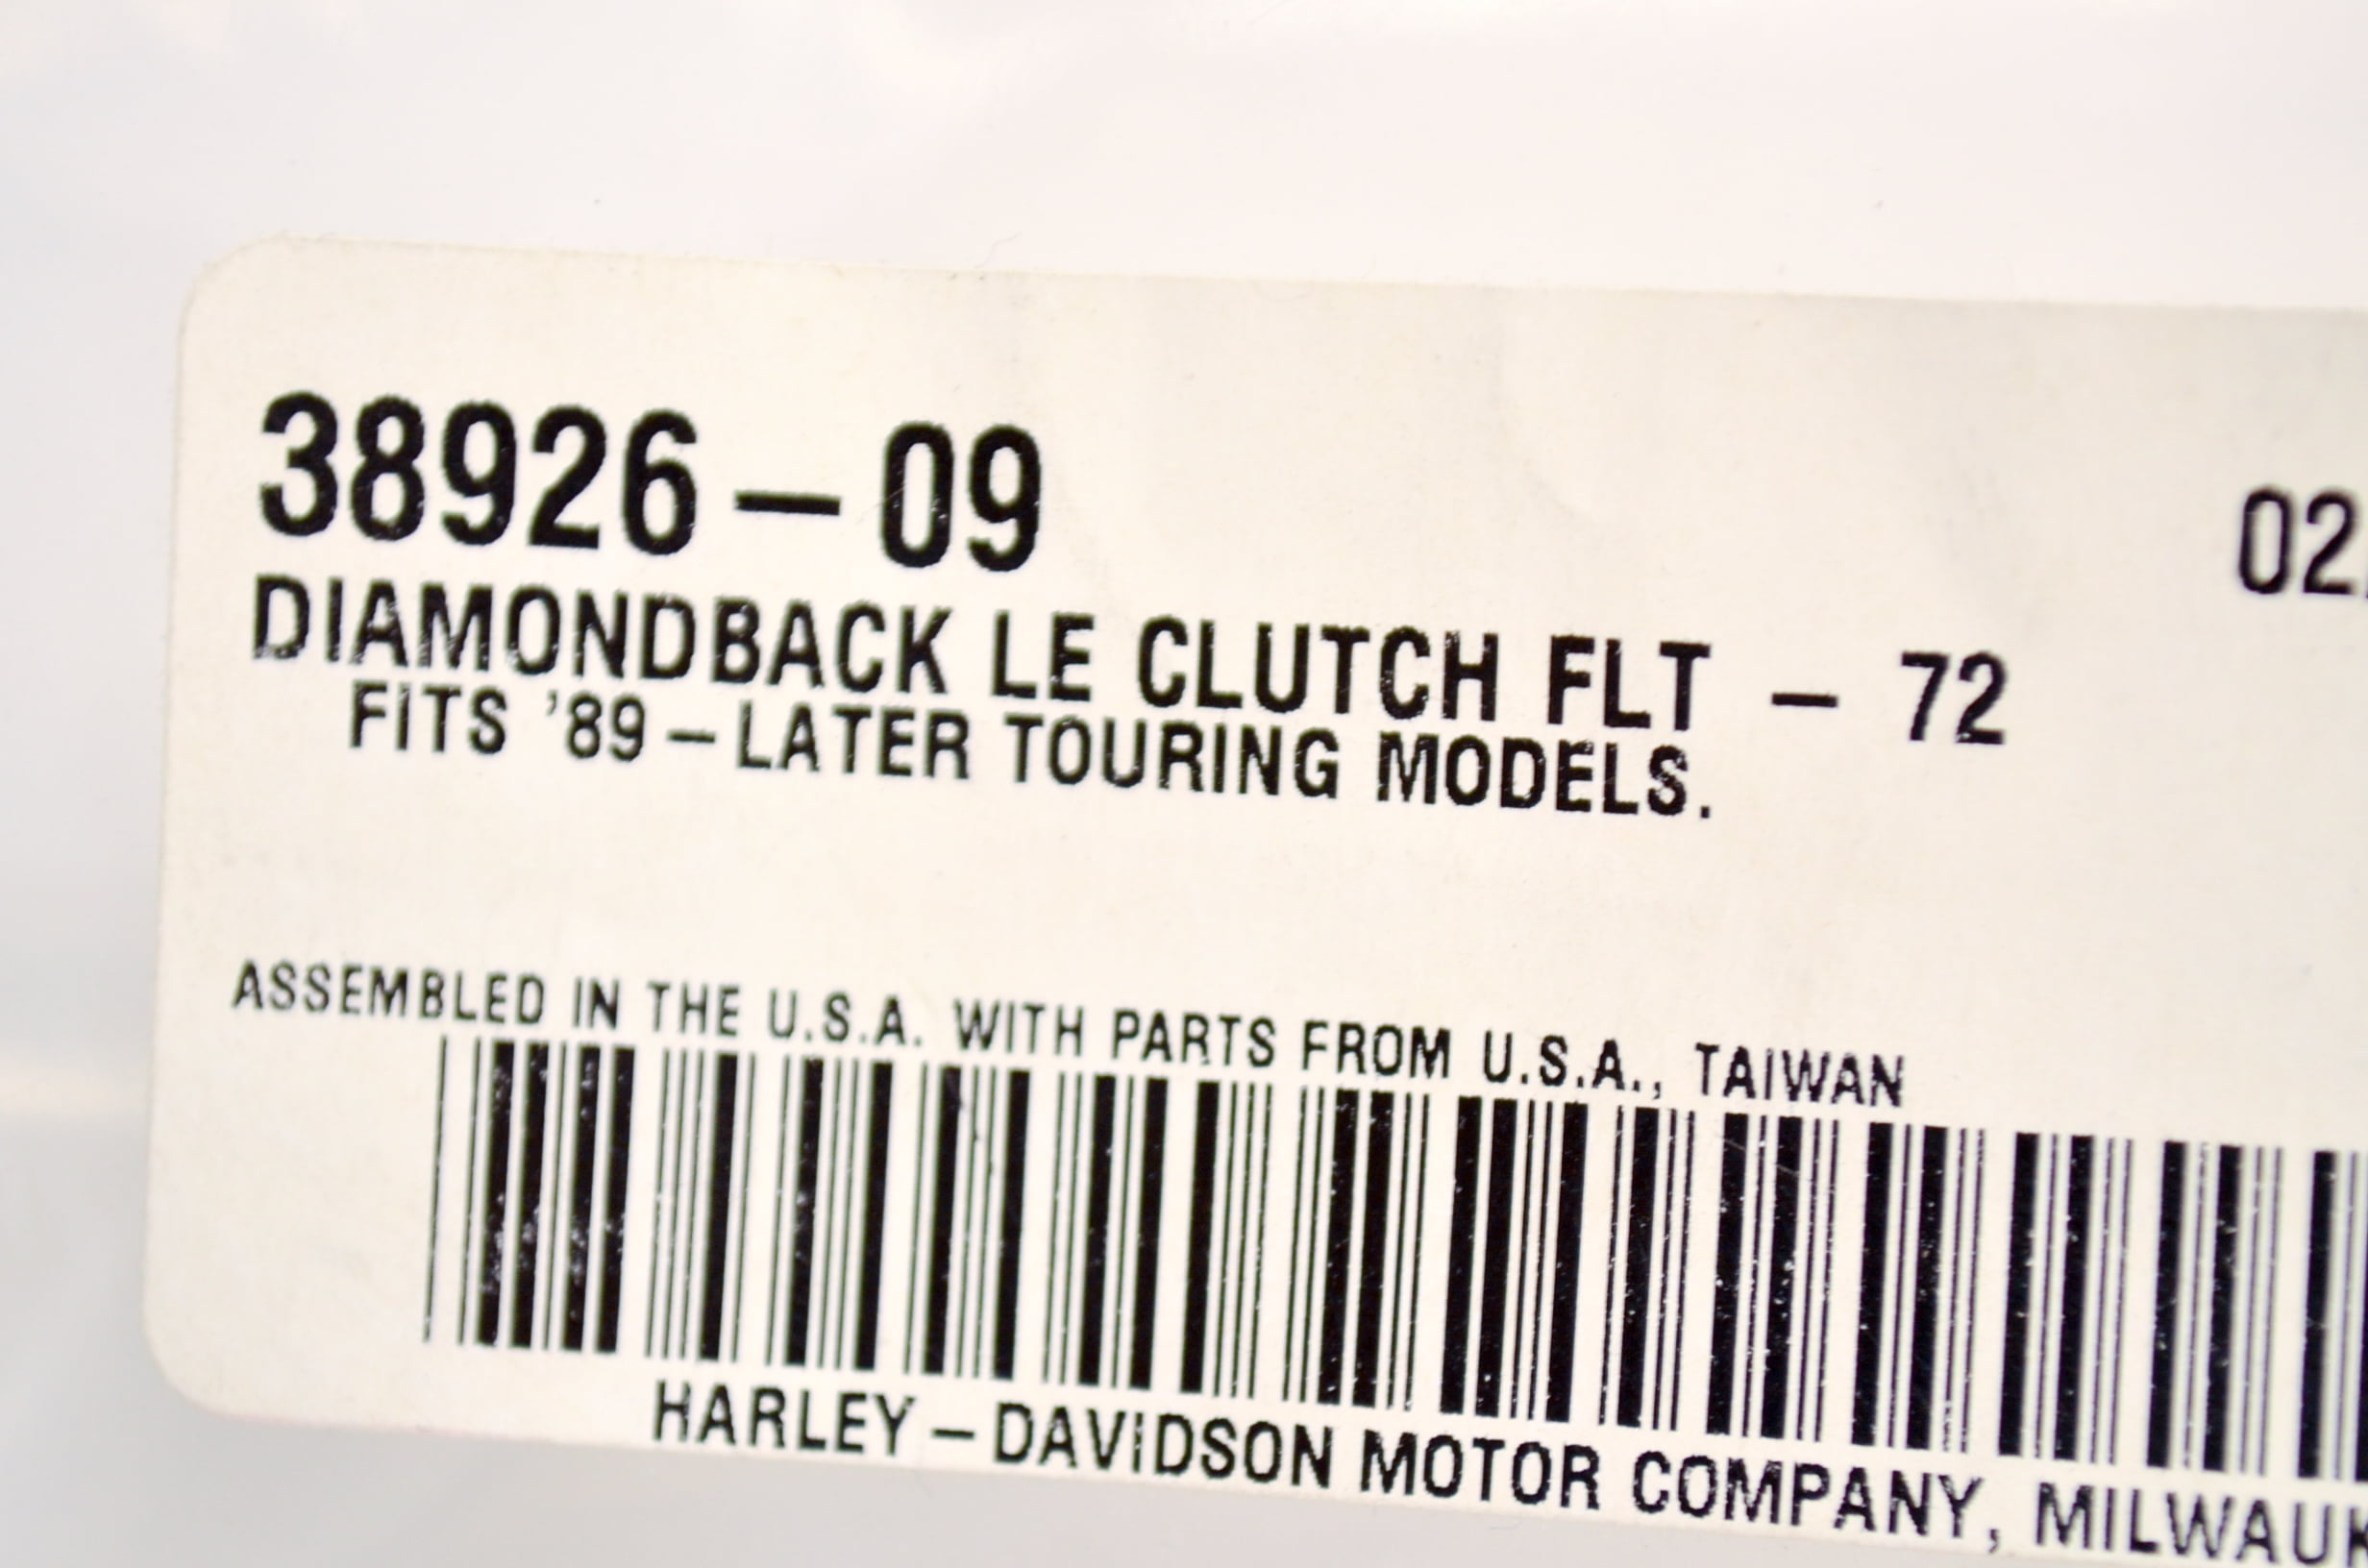 38926-09
02
DIAMONDBACK LE CLUTCH FLT - 72
FITS '89-LATER TOURING MODELS.
ASSEMBLED IN THE U.S.A. WITH PARTS FROM U.S.A., TAIWAN
HARLEY-DAVIDSON MOTOR COMPANY, MILWAUK